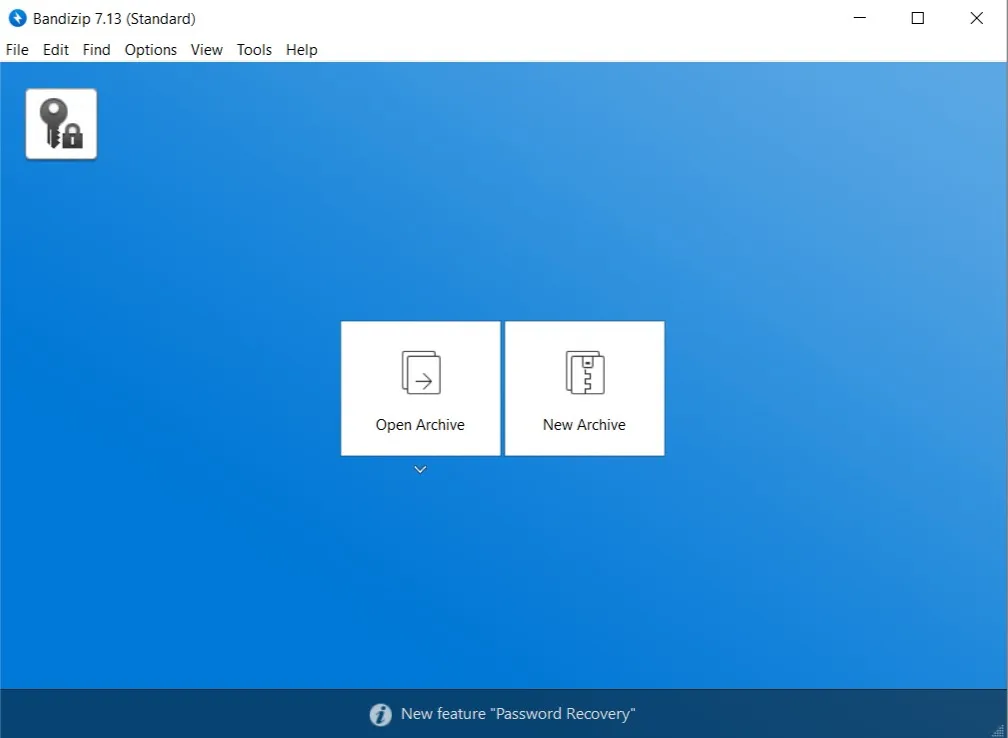 Bandizip 7.13 (Standard)
File Edit Find Options View Tools Help
Open Archive New Archive
New feature "Password Recovery"